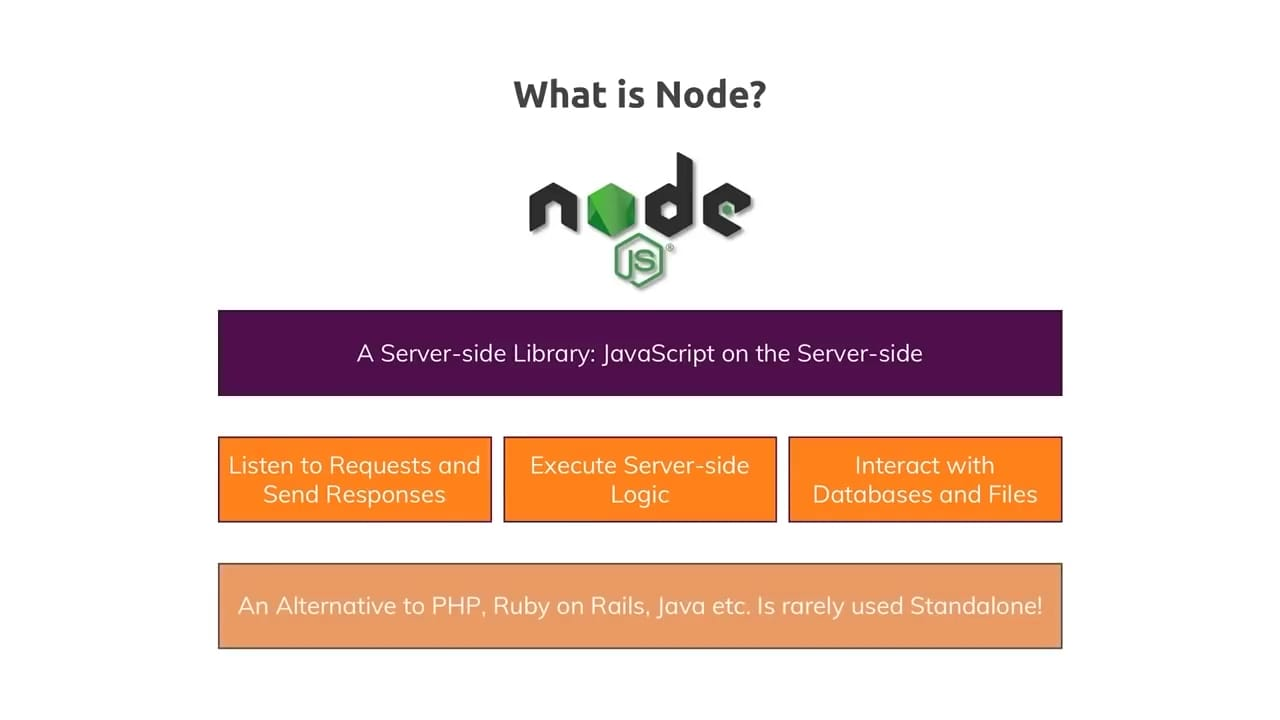 What is Node?
node
JS®
A Server-side Library: JavaScript on the Server-side
Listen to Requests and
Send Responses
Execute Server-side
Logic
Interact with
Databases and Files
An Alternative to PHP, Ruby on Rails, Java etc. Is rarely used Standalone!